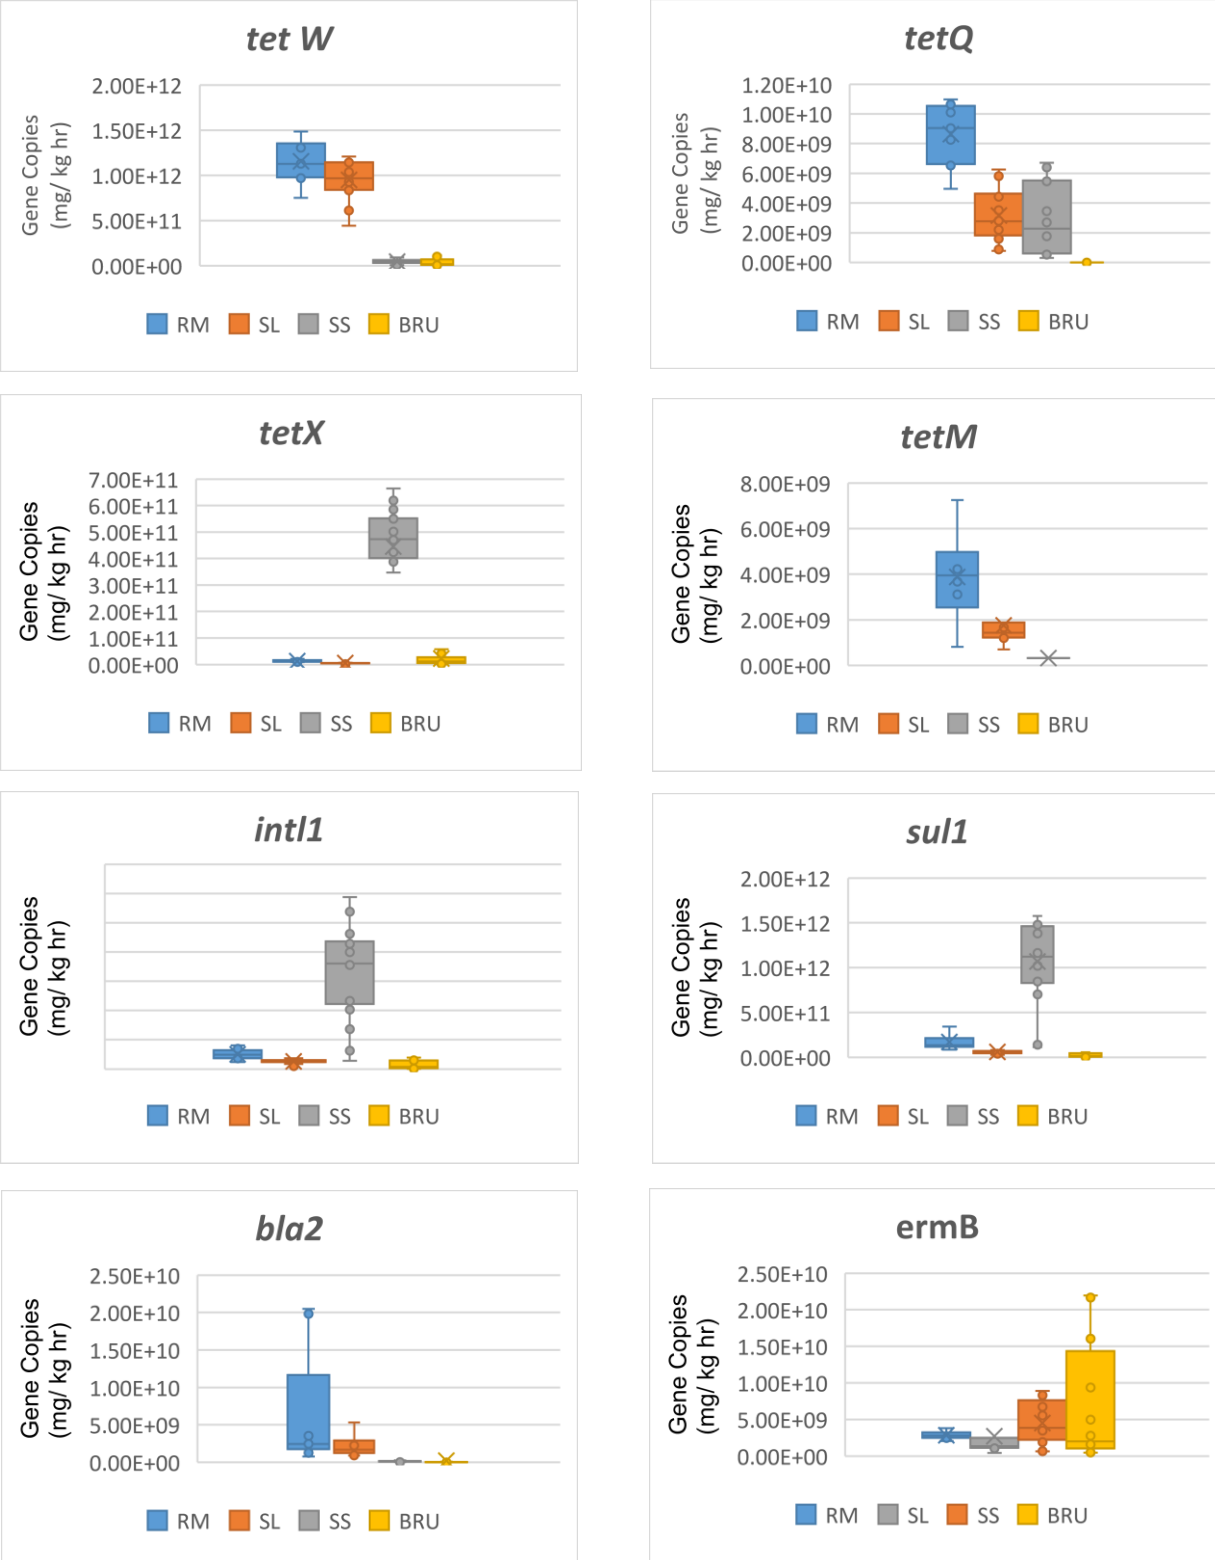 tet W
Gene Copies
(mg/ kg hr)
2.00E+12
1.50E+12
1.00E+12
5.00E+11
0.00E+00
RM SL SS BRU
tetQ
Gene Copies
(mg/ kg hr)
1.20E+10
1.00E+10
8.00E+09
6.00E+09
4.00E+09
2.00E+09
0.00E+00
RM SL SS BRU
tetX
Gene Copies
(mg/ kg hr)
7.00E+11
6.00E+11
5.00E+11
4.00E+11
3.00E+11
2.00E+11
1.00E+11
0.00E+00
RM SL SS BRU
tetM
Gene Copies
(mg/ kg hr)
8.00E+09
6.00E+09
4.00E+09
2.00E+09
0.00E+00
RM SL SS BRU
intl1
Gene Copies
(mg/ kg hr)
RM SL SS BRU
sul1
Gene Copies
(mg/ kg hr)
2.00E+12
1.50E+12
1.00E+12
5.00E+11
0.00E+00
RM SL SS BRU
bla2
Gene Copies
(mg/ kg hr)
2.50E+10
2.00E+10
1.50E+10
1.00E+10
5.00E+09
0.00E+00
RM SL SS BRU
ermB
Gene Copies
(mg/ kg hr)
2.50E+10
2.00E+10
1.50E+10
1.00E+10
5.00E+09
0.00E+00
RM SL SS BRU